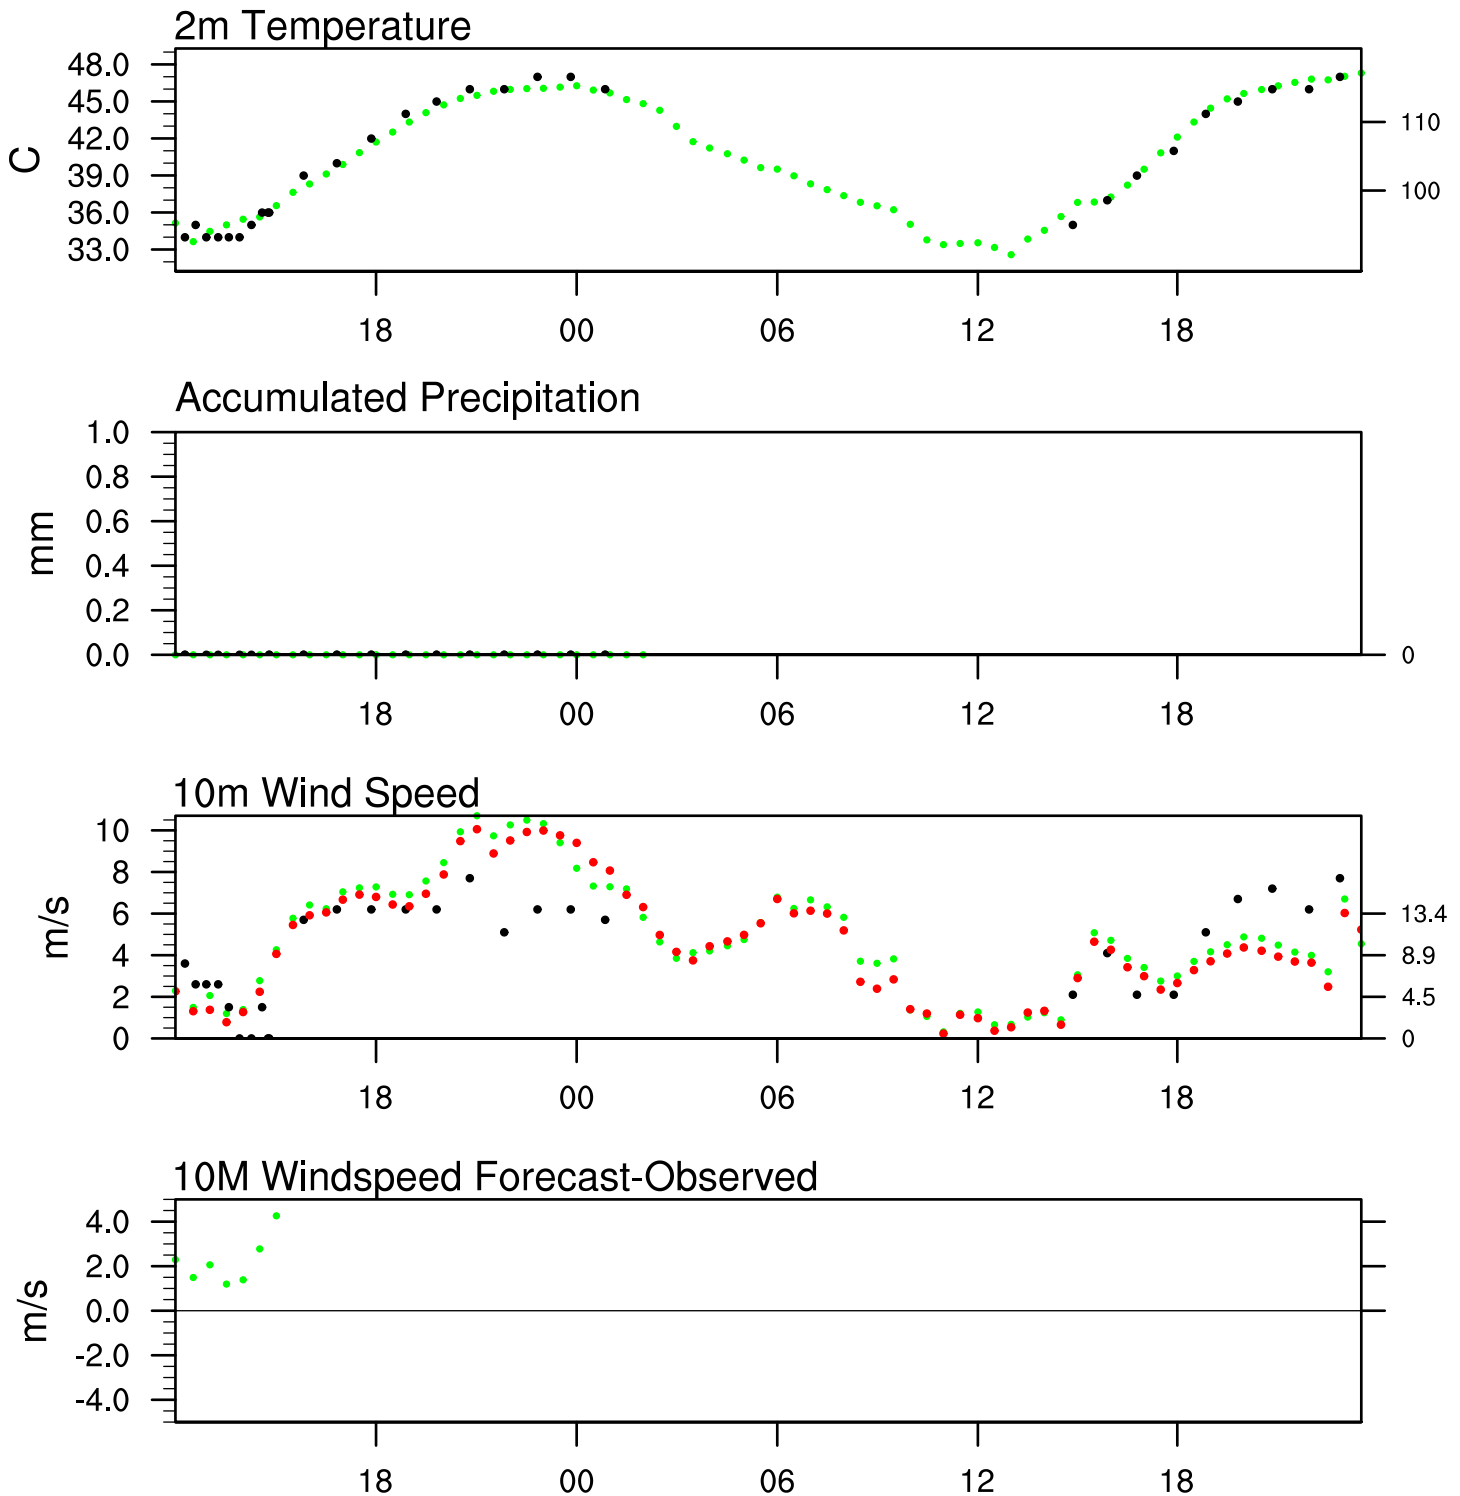 2m Temperature
48.0
45.0
42.0
39.0
36.0
33.0
C
110
100
18 00 06 12 18
Accumulated Precipitation
1.0
0.8
0.6
0.4
0.2
0.0
mm
0
18 00 06 12 18
10m Wind Speed
10
8
6
4
2
0
m/s
13.4
8.9
4.5
0
18 00 06 12 18
10M Windspeed Forecast-Observed
4.0
2.0
0.0
-2.0
-4.0
m/s
18 00 06 12 18